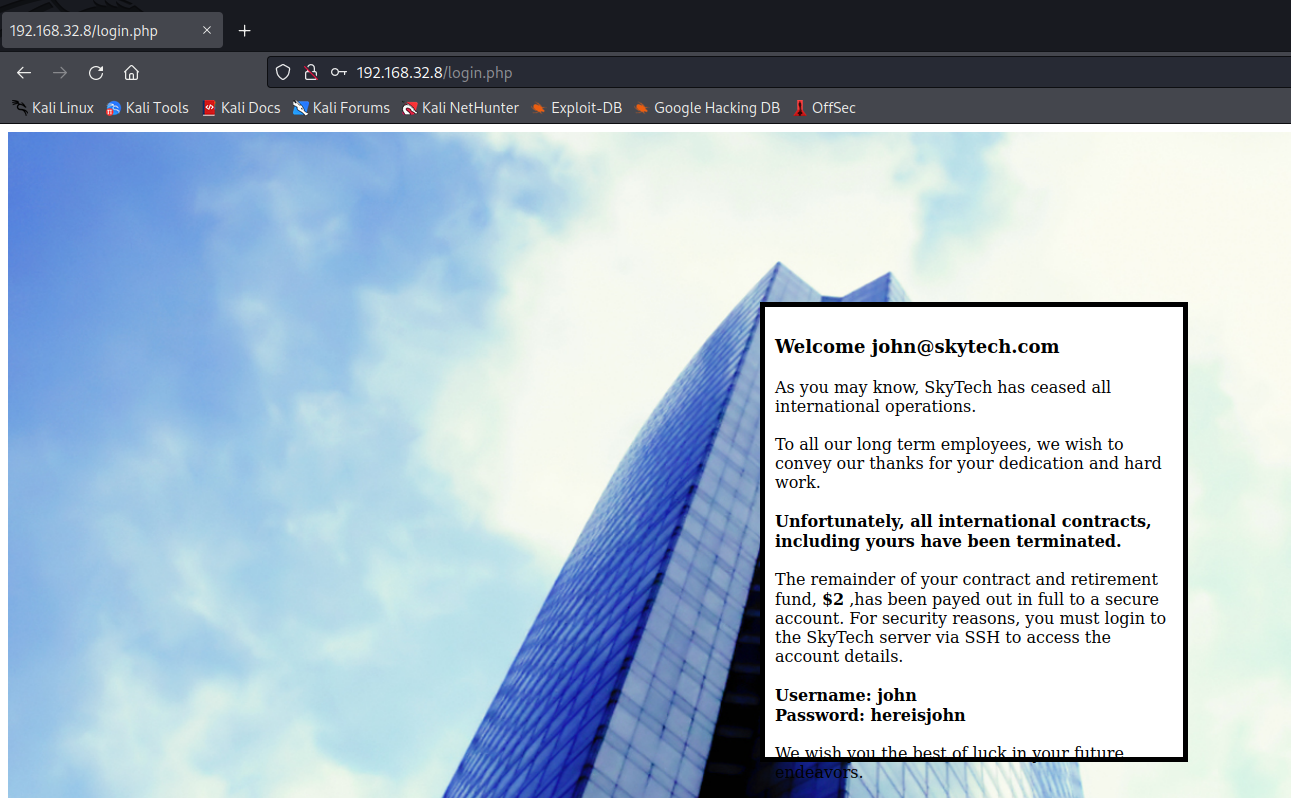 192.168.32.8/login.php
192.168.32.8/login.php
Kali Linux Kali Tools Kali Docs Kali Forums Kali NetHunter Exploit-DB Google Hacking DB OffSec
Welcome john@skytech.com
As you may know, SkyTech has ceased all
international operations.
To all our long term employees, we wish to
convey our thanks for your dedication and hard
work.
Unfortunately, all international contracts,
including yours have been terminated.
The remainder of your contract and retirement
fund, $2 ,has been payed out in full to a secure
account. For security reasons, you must login to
the SkyTech server via SSH to access the
account details.
Username: john
Password: hereisjohn
We wish you the best of luck in your future
endeavors.